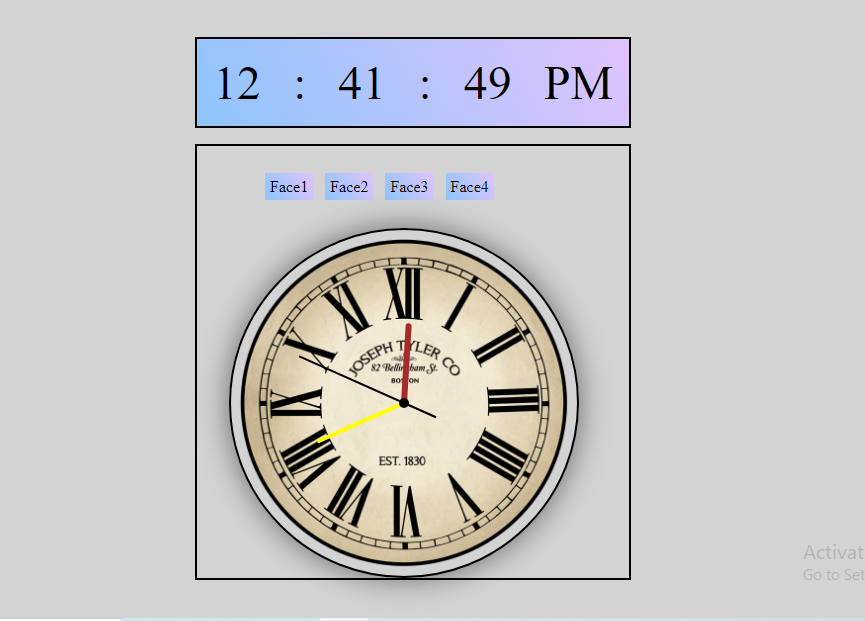 12 : 41 : 49 PM
Face1 Face2 Face3 Face4
XII
XI I
X II
JOSEPH TYLER CO
82 Bellingham St.
BOSTON
IX III
VIII IIII
EST. 1830
VII V
VI
Activat
Go to Set